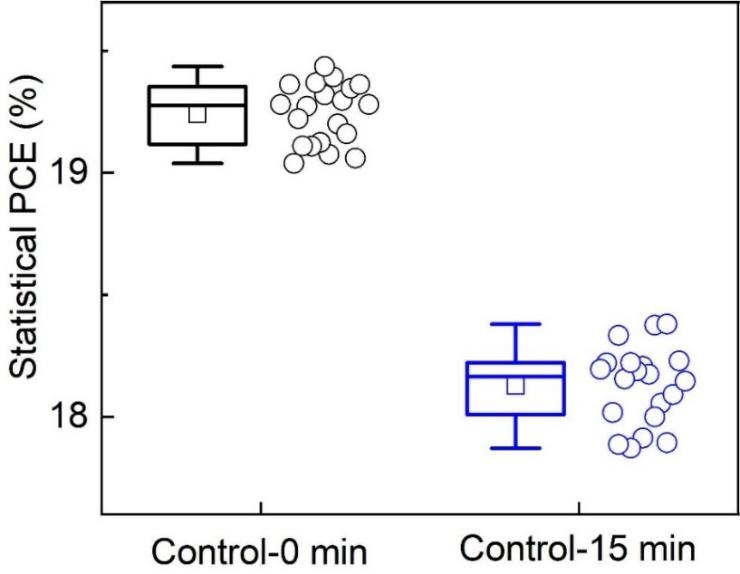 Statistical PCE (%)
19
18
Control-0 min
Control-15 min